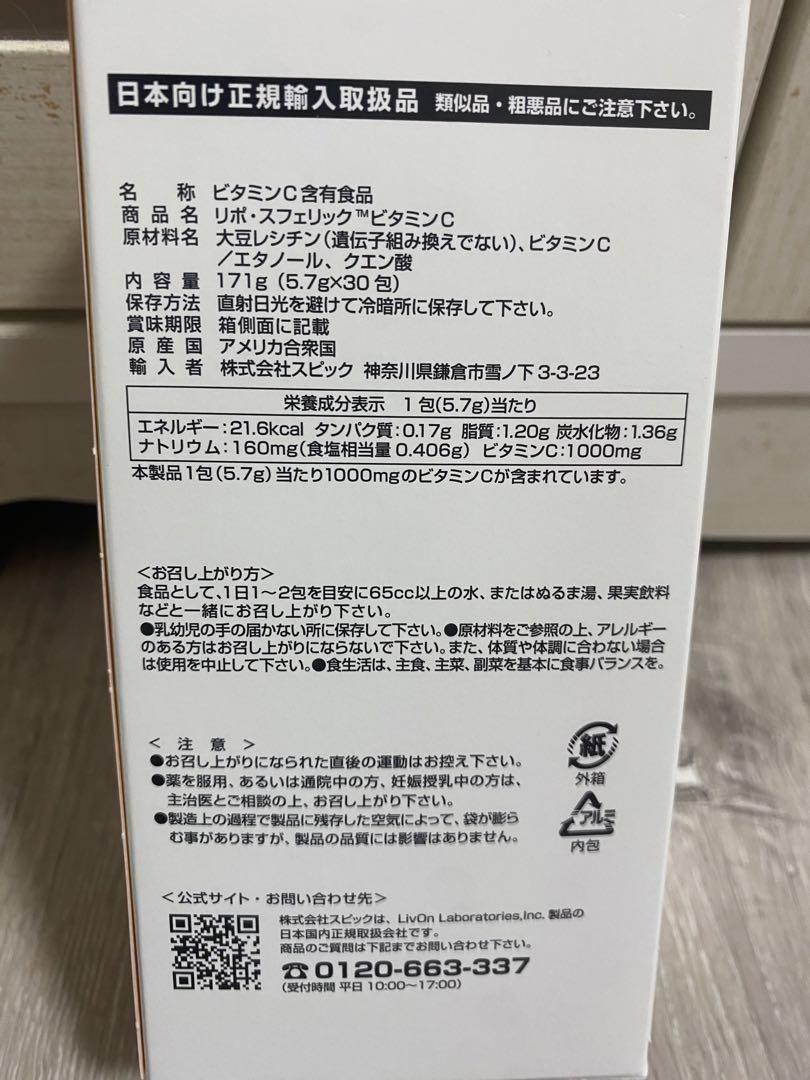 日本向け正規輸入取扱品 類似品・粗悪品にご注意下さい。
名称 ビタミンC含有食品
商品名 リポ・スフェリック™ビタミンC
原材料名 大豆レシチン(遺伝子組み換えでない)、ビタミンC
/エタノール、クエン酸
内容量 171g (5.7g×30包)
保存方法 直射日光を避けて冷暗所に保存して下さい。
賞味期限 箱側面に記載
原産国 アメリカ合衆国
輸入者 株式会社スピック 神奈川県鎌倉市雪ノ下3-3-23
栄養成分表示 1包(5.7g)当たり
エネルギー:21.6kcal タンパク質:0.17g 脂質:1.20g 炭水化物:1.36g
ナトリウム:160mg(食塩相当量 0.406g) ビタミンC:1000mg
本製品1包(5.7g)当たり1000mgのビタミンCが含まれています。
<お召し上がり方>
食品として、1日1~2包を目安に65cc以上の水、またはぬるま湯、果実飲料
などと一緒にお召し上がり下さい。
●乳幼児の手の届かない所に保存して下さい。●原材料をご参照の上、アレルギー
のある方はお召し上がりにならないで下さい。また、体質や体調に合わない場合
は使用を中止して下さい。●食生活は、主食、主菜、副菜を基本に食事バランスを。
<注意>
●お召し上がりになられた直後の運動はお控え下さい。
●薬を服用、あるいは通院中の方、妊娠授乳中の方は、
主治医とご相談の上、お召し上がり下さい。
●製造上の過程で製品に残存した空気によって、袋が膨ら
む事がありますが、製品の品質には影響はありません。
紙
外箱
アルミ
内包
<公式サイト・お問い合わせ先>
株式会社スピックは、LivOn Laboratories,Inc. 製品の
日本国内正規取扱会社です。
商品のご質問は下記までお問い合わせ下さい。
☎0120-663-337
(受付時間 平日 10:00~17:00)